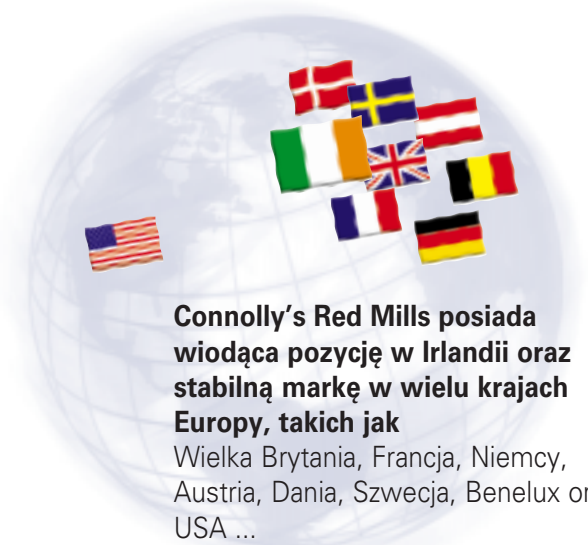 Connolly's Red Mills posiada
wiodąca pozycję w Irlandii oraz
stabilną markę w wielu krajach
Europy, takich jak
Wielka Brytania, Francja, Niemcy,
Austria, Dania, Szwecja, Benelux
USA ...